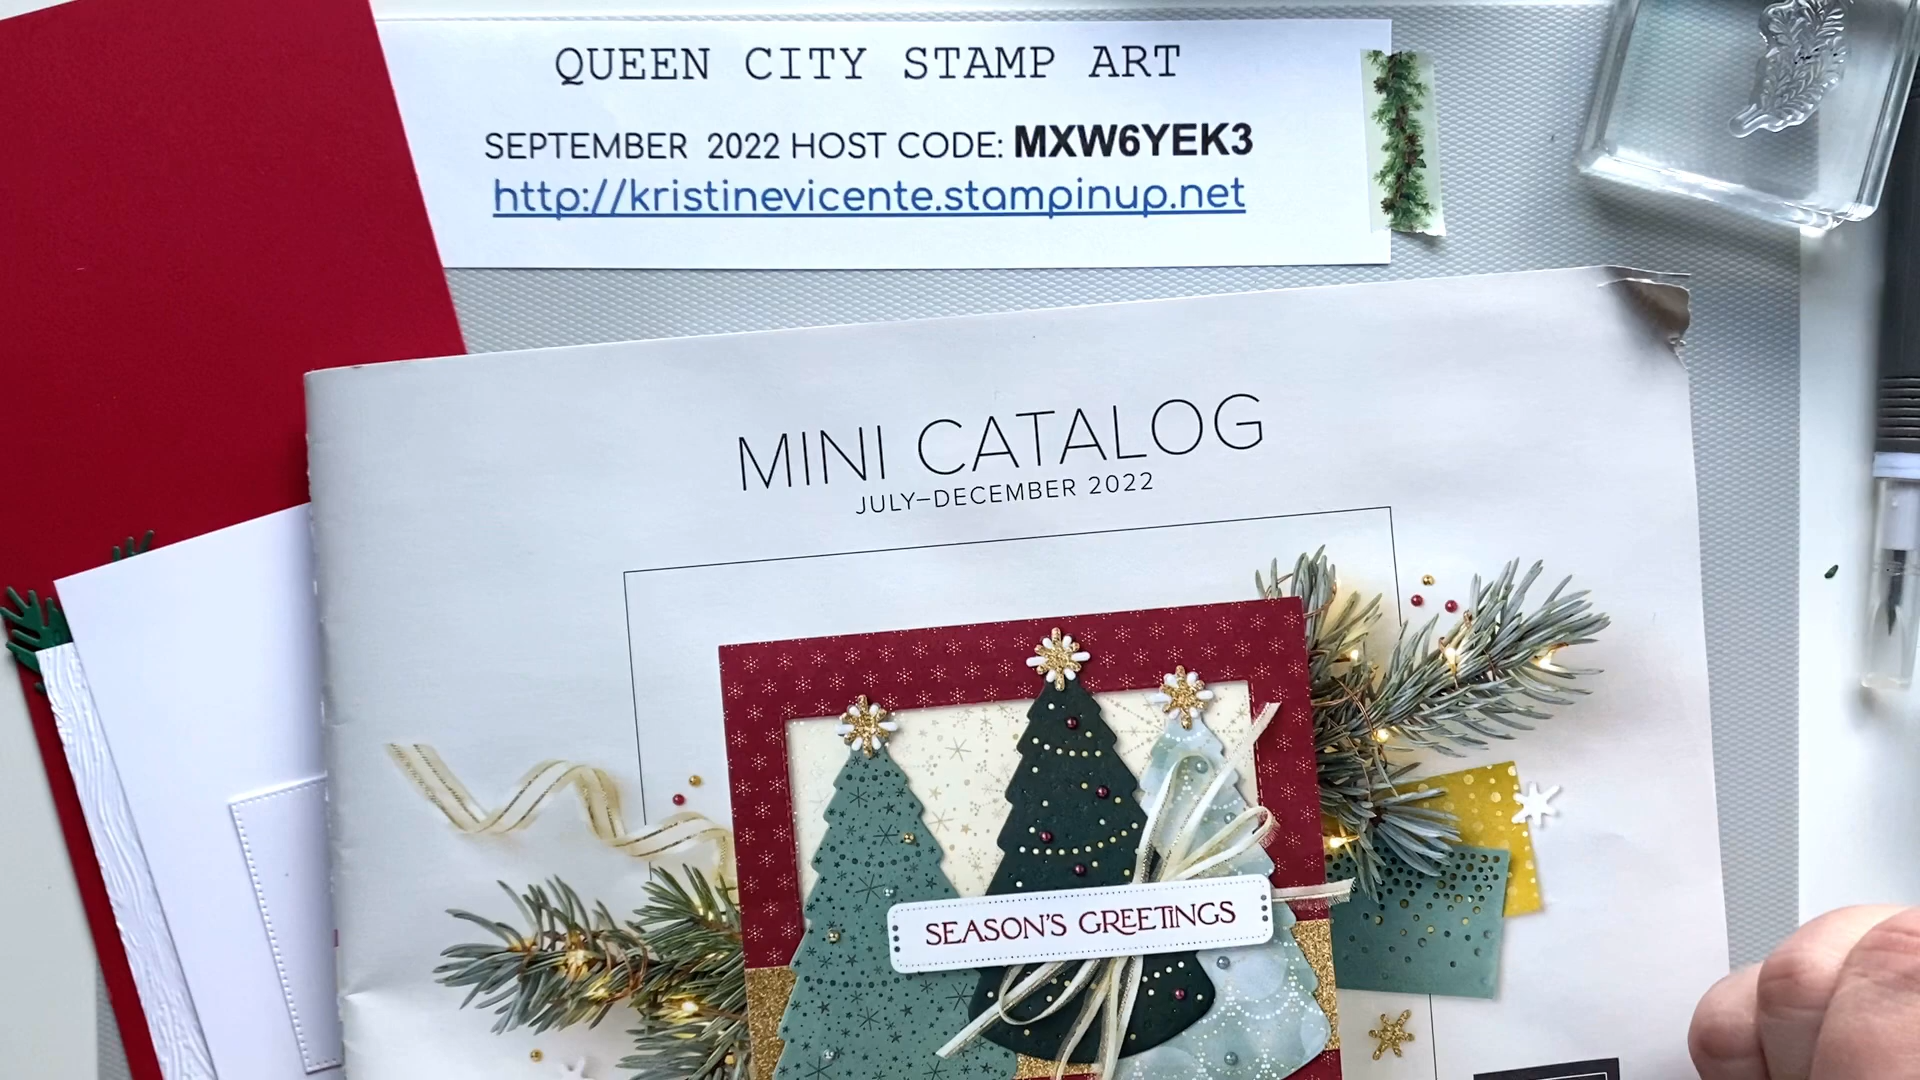 QUEEN CITY STAMP ART
SEPTEMBER 2022 HOST CODE: MXW6YEK3
http://kristinevicente.stampinup.net
MINI CATALOG
JULY–DECEMBER 2022
SEASON'S GREETINGS